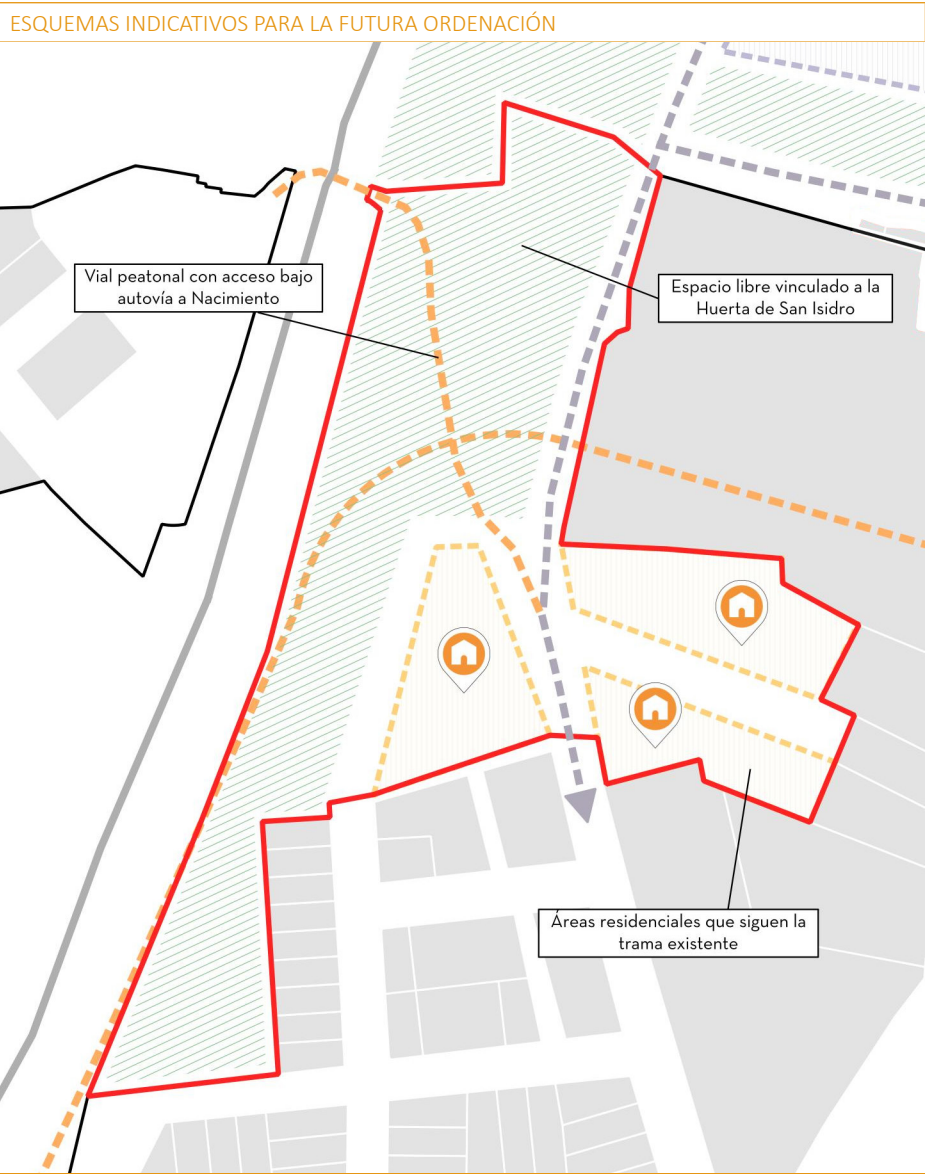 ESQUEMAS INDICATIVOS PARA LA FUTURA ORDENACIÓN
Vial peatonal con acceso bajo
autovía a Nacimiento
Espacio libre vinculado a la
Huerta de San Isidro
Áreas residenciales que siguen la
trama existente